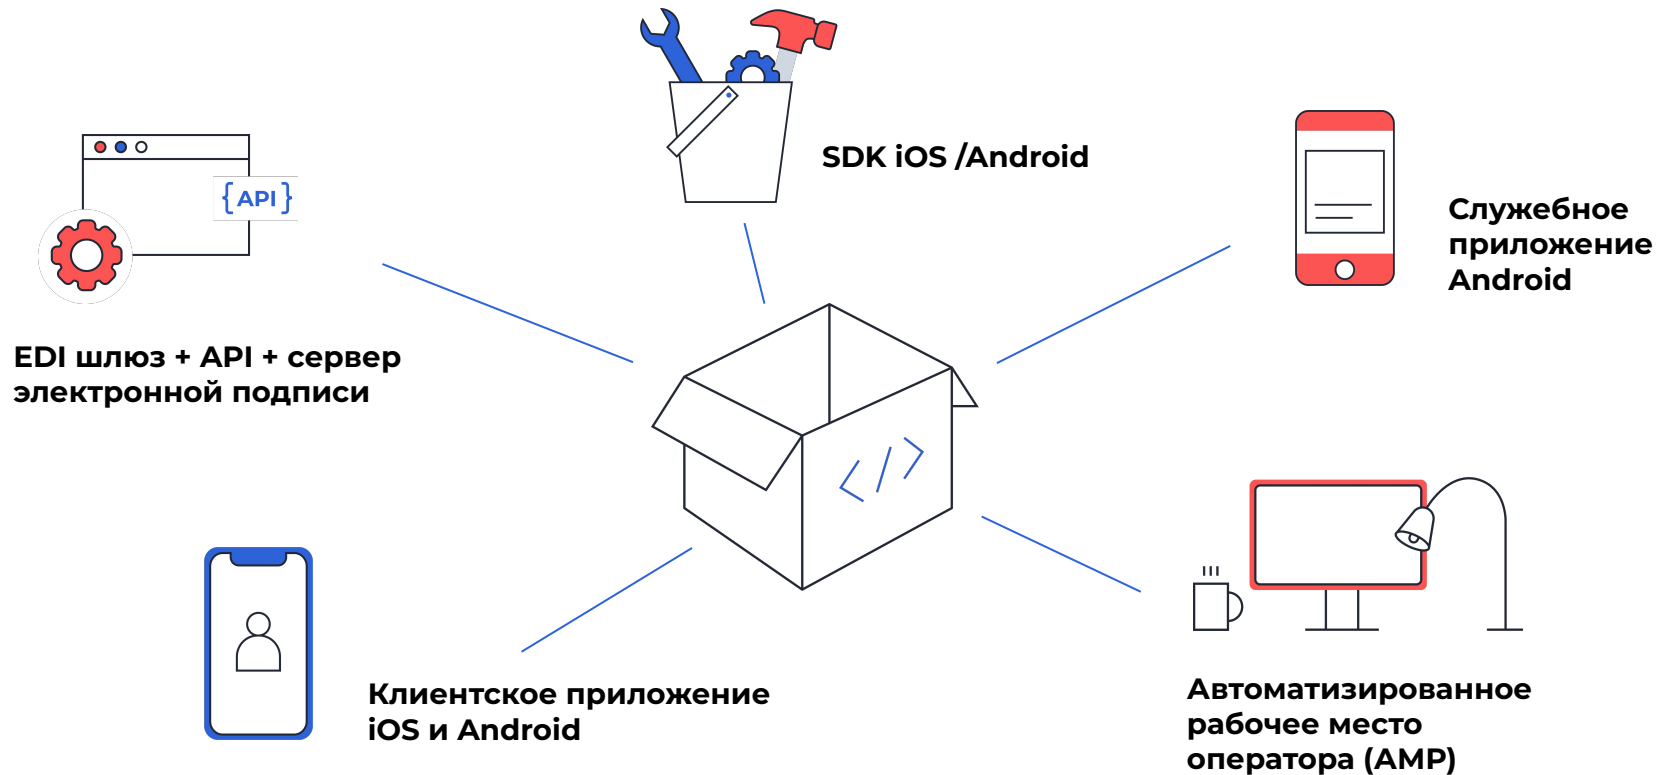 SDK iOS /Android
{API}
Служебное
приложение
Android
EDI шлюз + API + сервер
электронной подписи
</>
Клиентское приложение
iOS и Android
Автоматизированное
рабочее место
оператора (АМР)